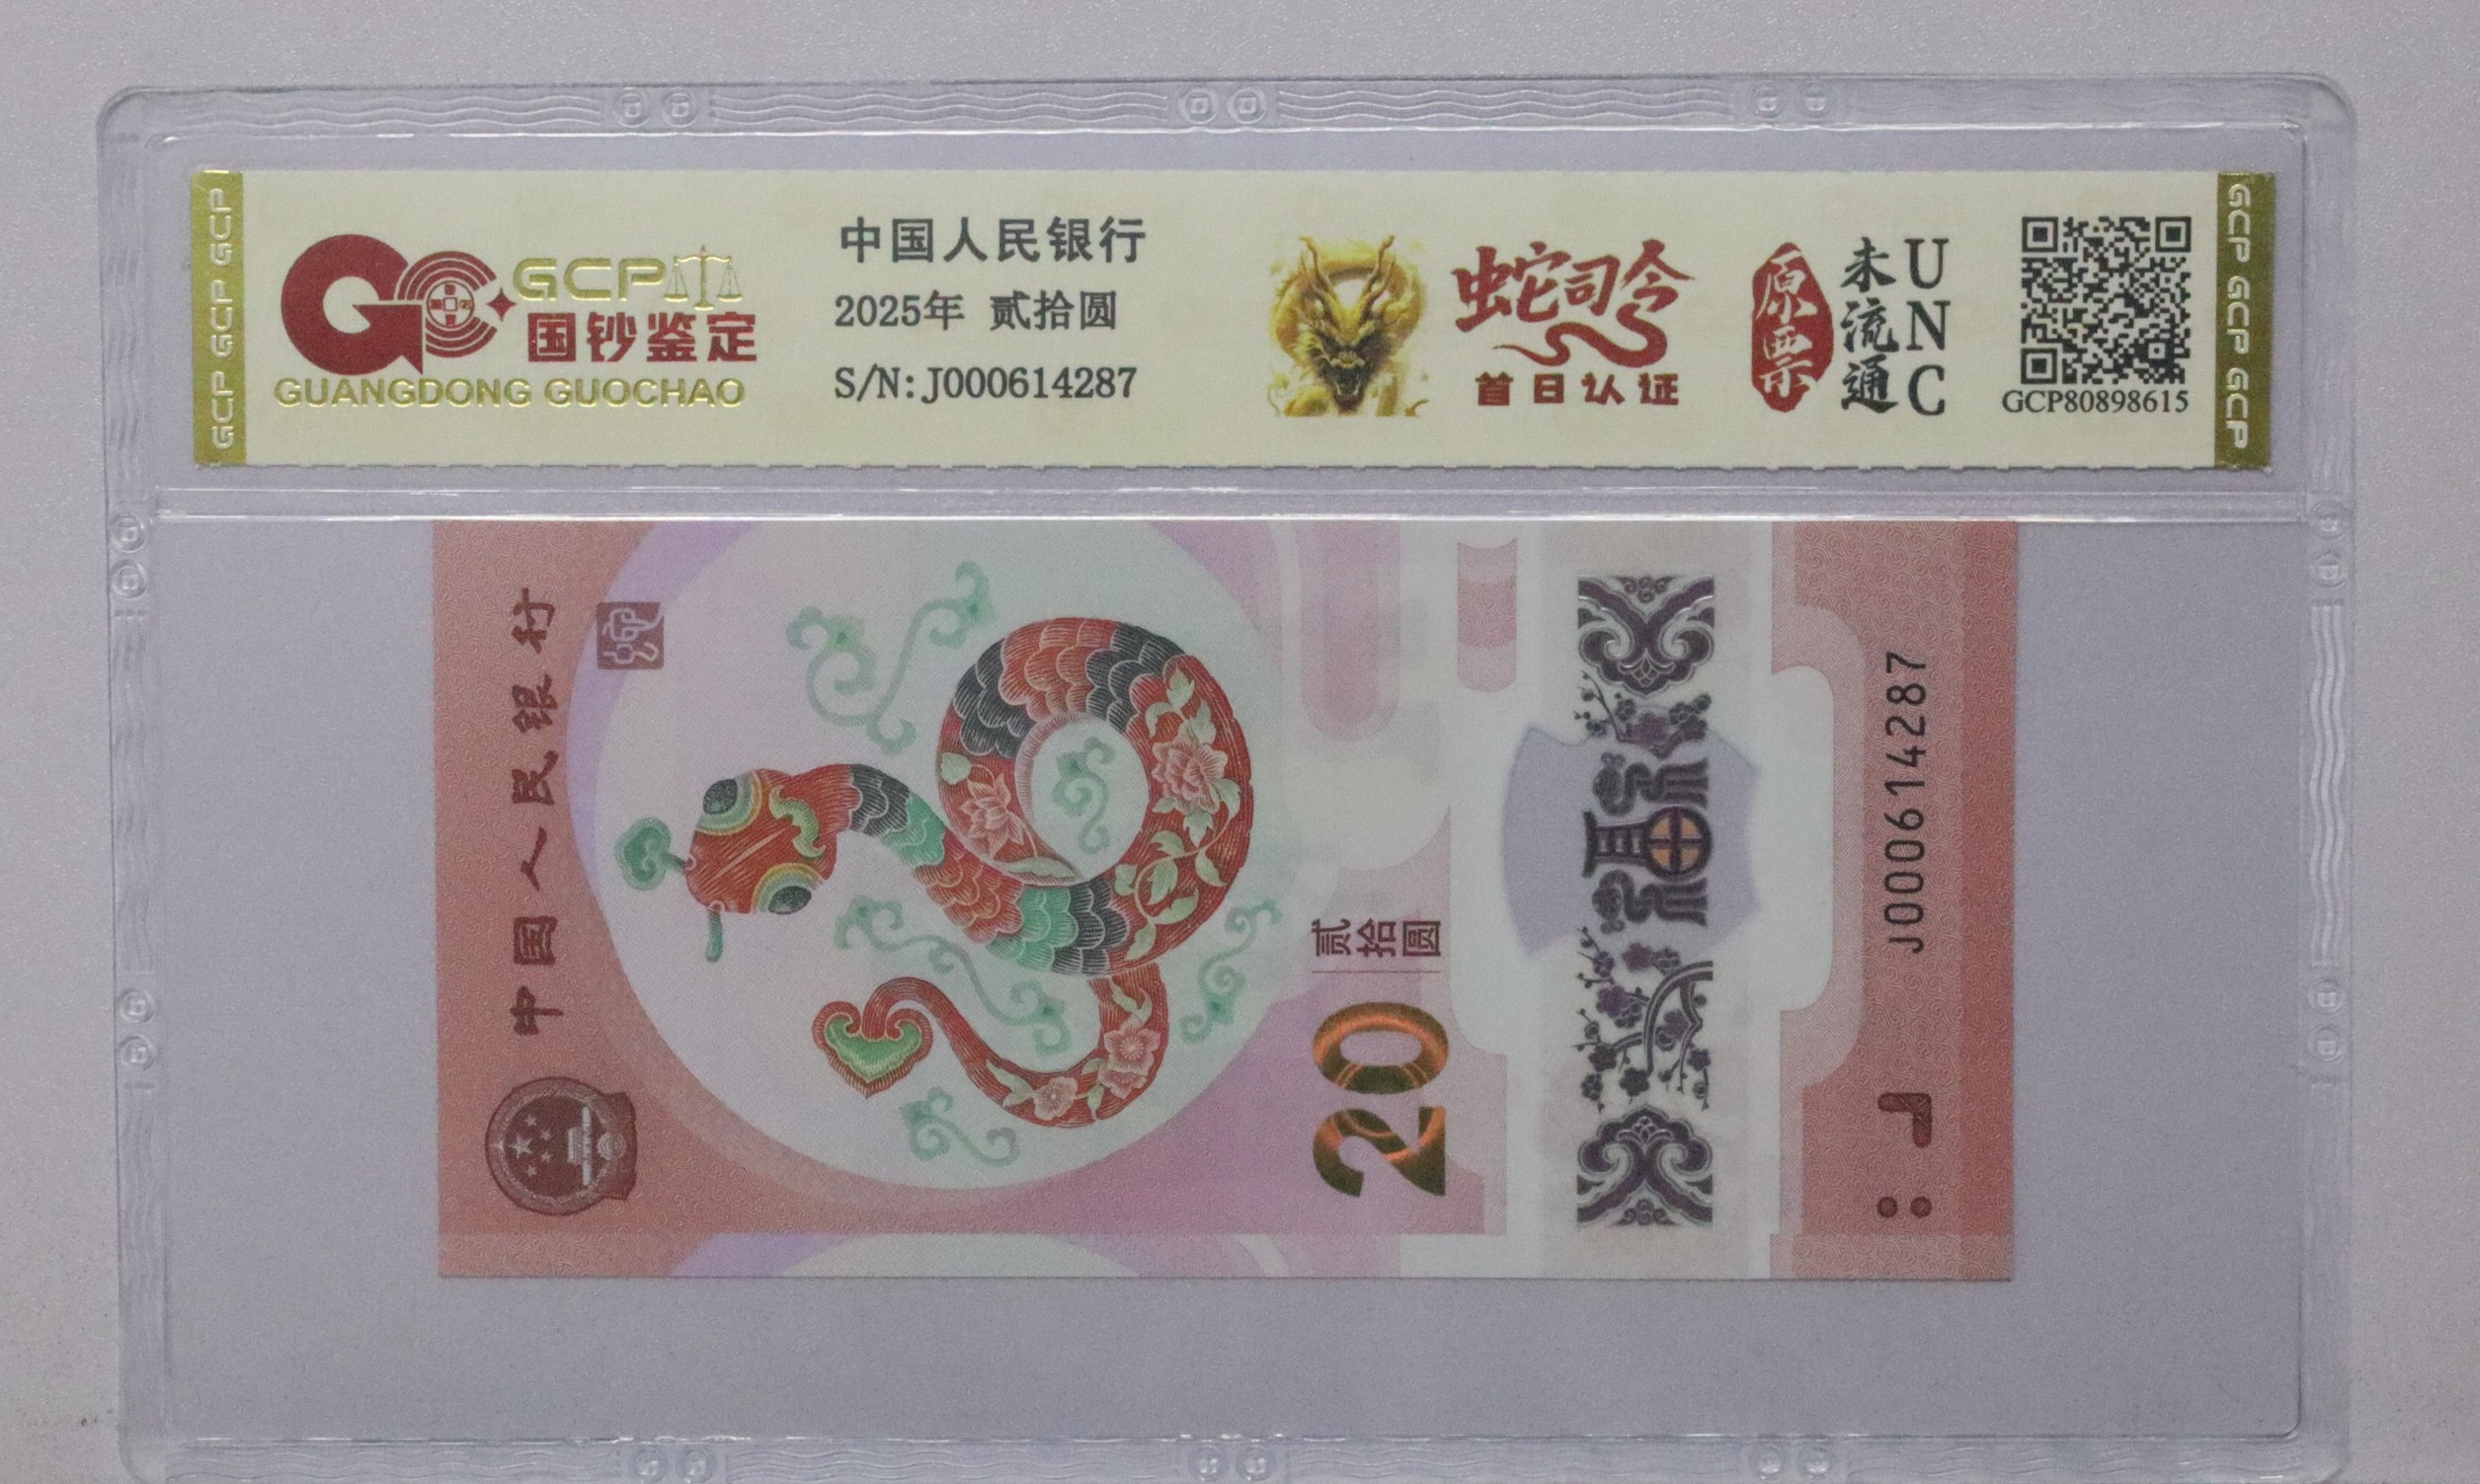 GCP GCP GCP
GCP
国钞鉴定
GUANGDONG GUOCHAO
中国人民银行
2025年 贰拾圆
S/N:J000614287
蛇司令
首日认证
原票
未流通
UNC
GCP80898615
GCP GCP GCP
中国人民银行
20
贰拾圆
福
J000614287